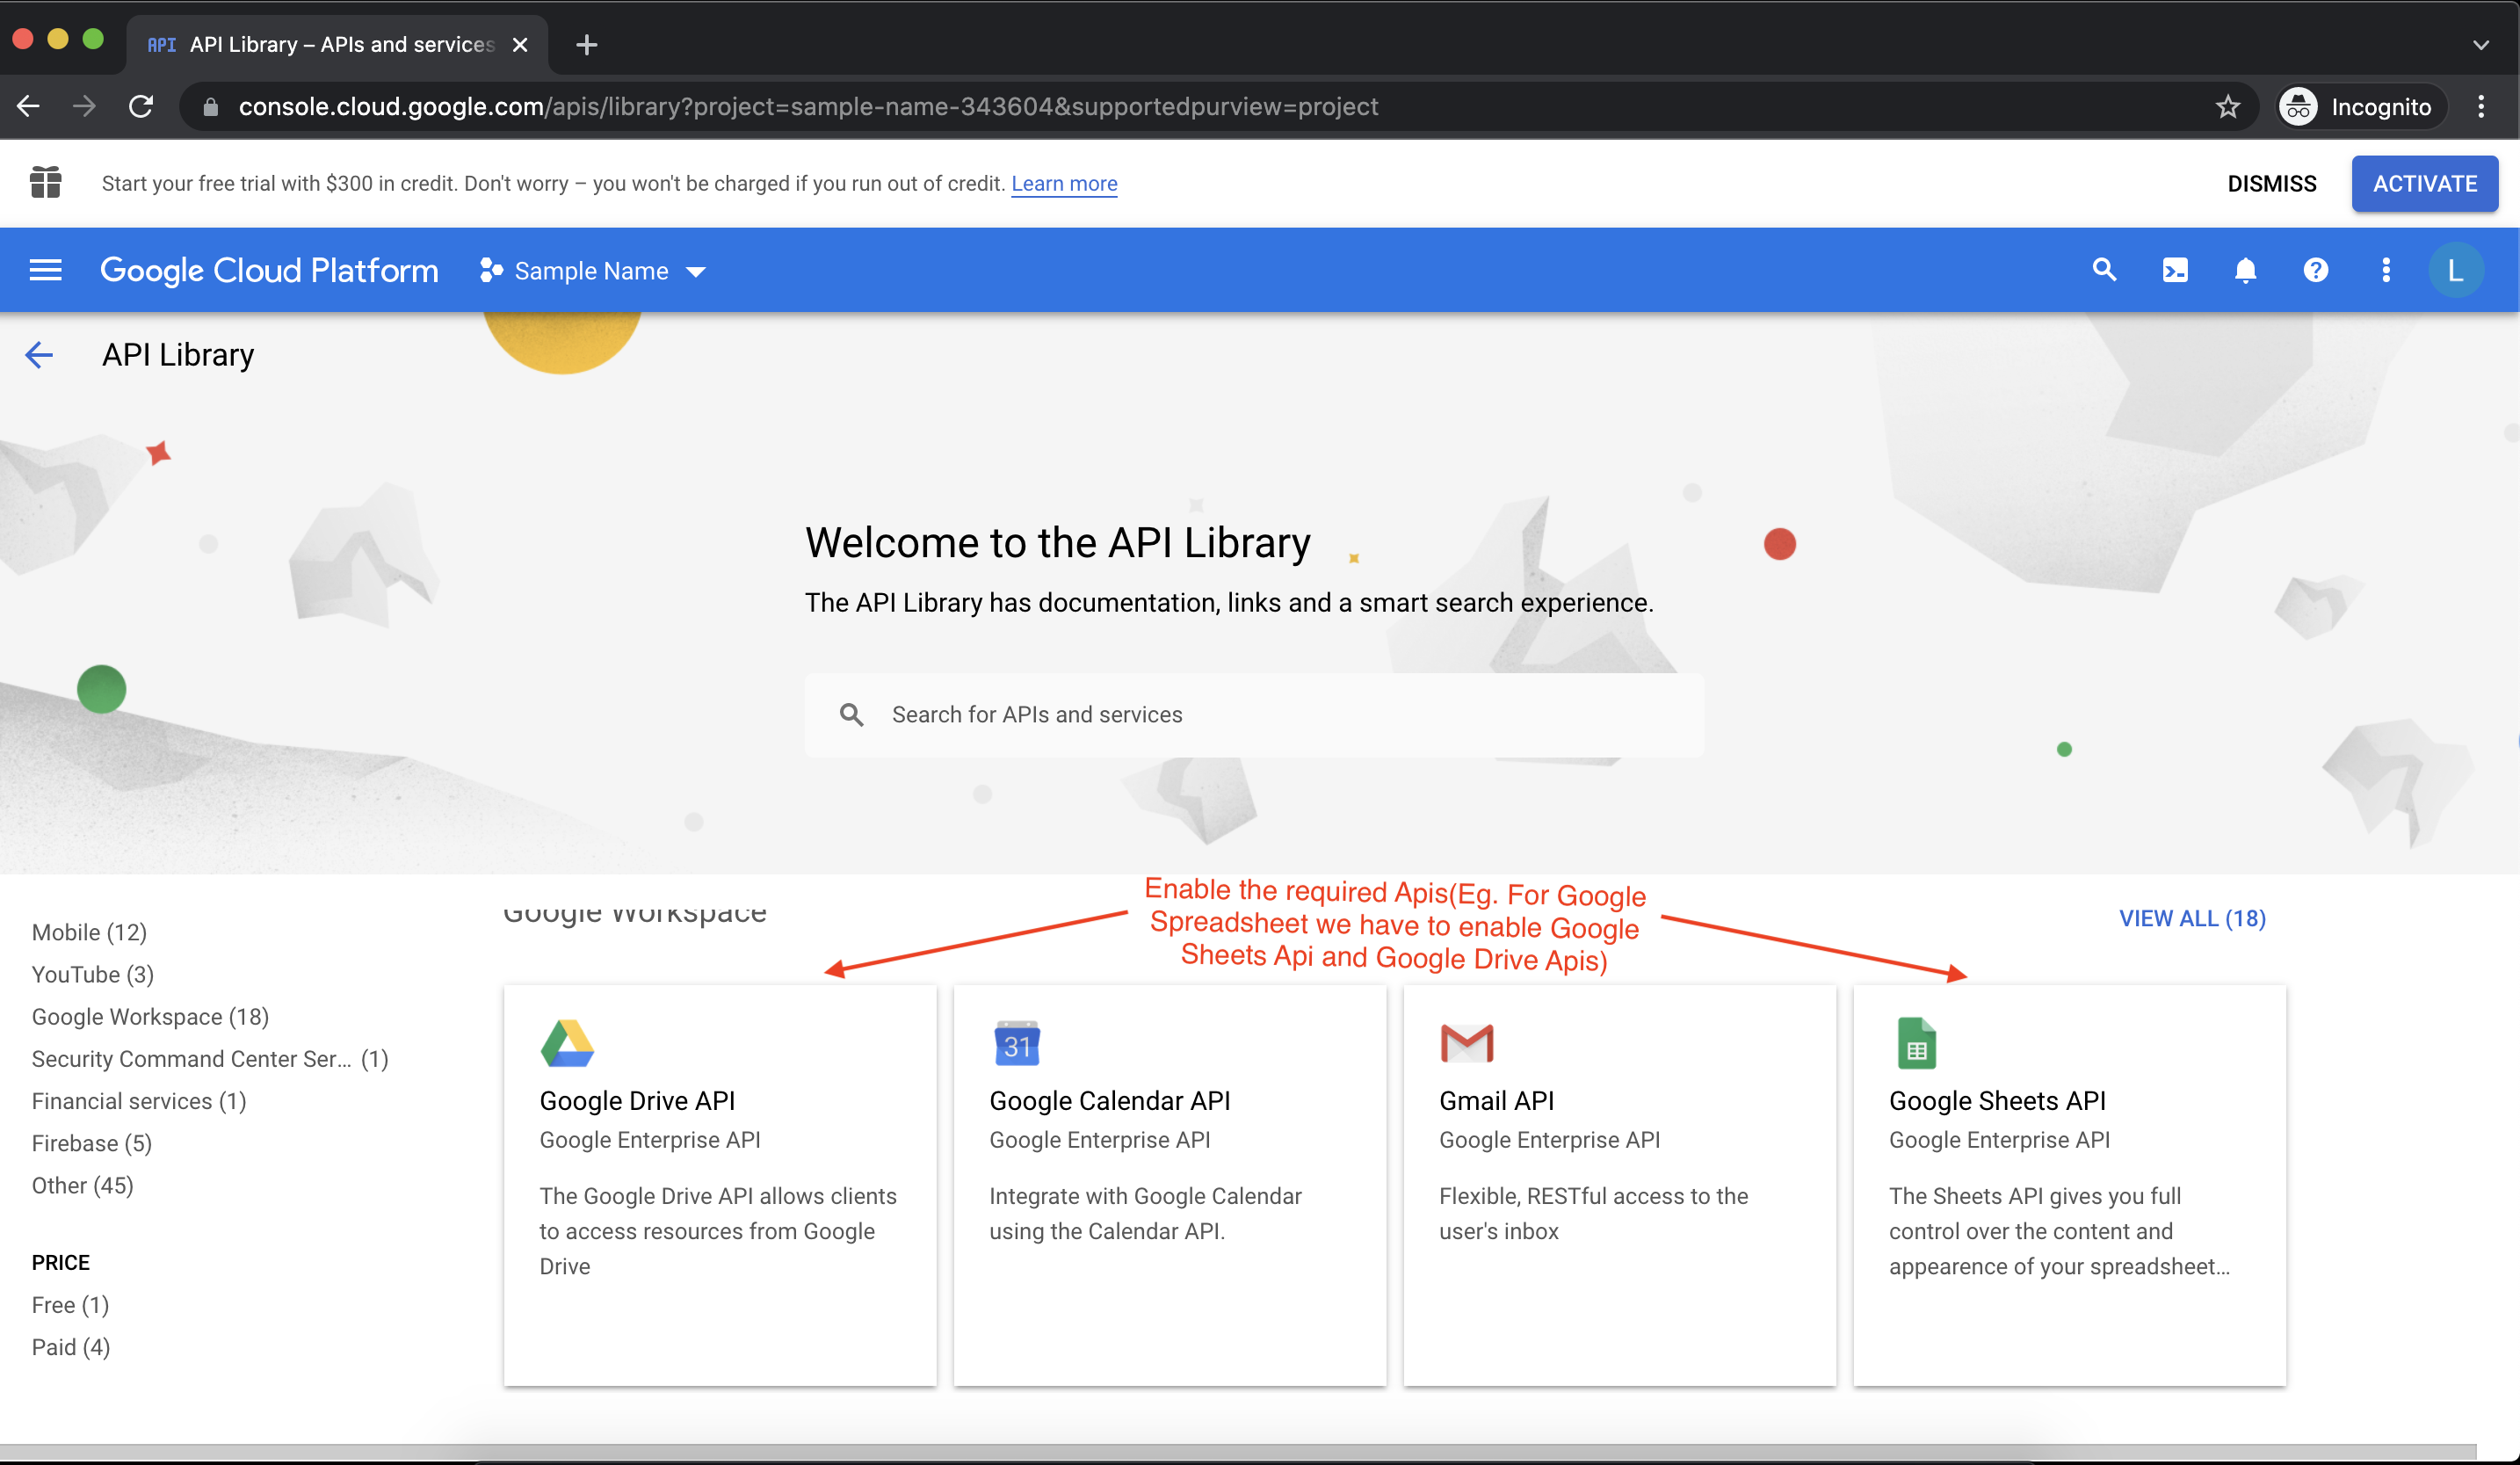 API API Library – APIs and services
console.cloud.google.com/apis/library?project=sample-name-343604&supportedpurview=project
Incognito
Start your free trial with $300 in credit. Don't worry – you won't be charged if you run out of credit. Learn more
DISMISS
ACTIVATE
Google Cloud Platform
Sample Name
L
API Library
Welcome to the API Library
The API Library has documentation, links and a smart search experience.
Search for APIs and services
Mobile (12)
YouTube (3)
Google Workspace (18)
Security Command Center Ser... (1)
Financial services (1)
Firebase (5)
Other (45)
PRICE
Free (1)
Paid (4)
Google Workspace
Enable the required Apis(Eg. For Google
Spreadsheet we have to enable Google
Sheets Api and Google Drive Apis)
VIEW ALL (18)
Google Drive API
Google Enterprise API
The Google Drive API allows clients
to access resources from Google
Drive
31
Google Calendar API
Google Enterprise API
Integrate with Google Calendar
using the Calendar API.
Gmail API
Google Enterprise API
Flexible, RESTful access to the
user's inbox
Google Sheets API
Google Enterprise API
The Sheets API gives you full
control over the content and
appearence of your spreadsheet...